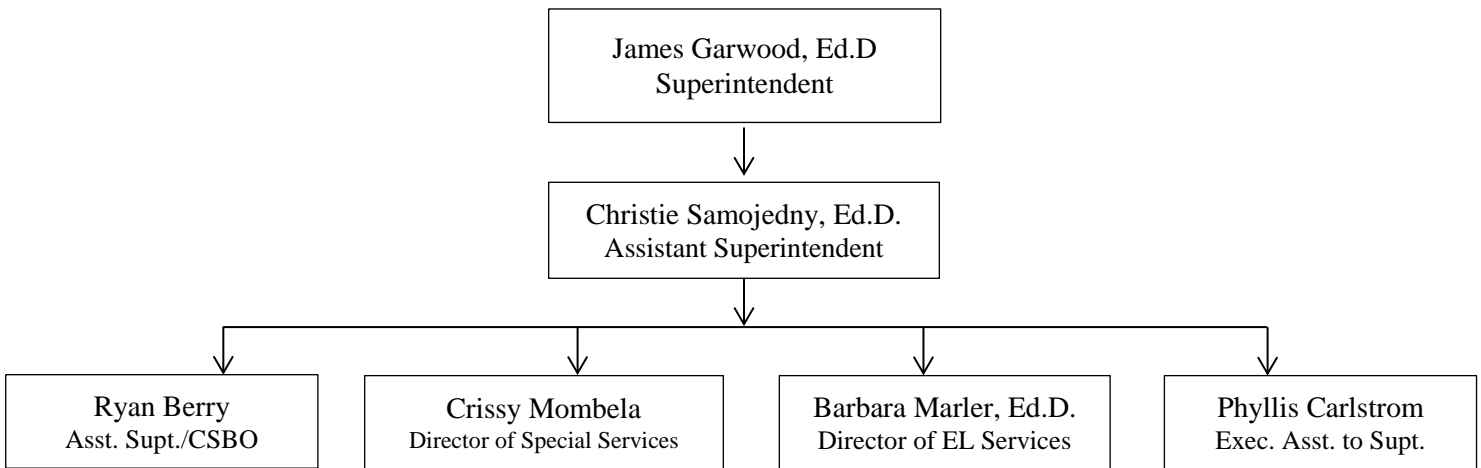 James Garwood, Ed.D
Superintendent
Christie Samojedny, Ed.D.
Assistant Superintendent
Ryan Berry
Asst. Supt./CSBO
Crissy Mombela
Director of Special Services
Barbara Marler, Ed.D.
Director of EL Services
Phyllis Carlstrom
Exec. Asst. to Supt.